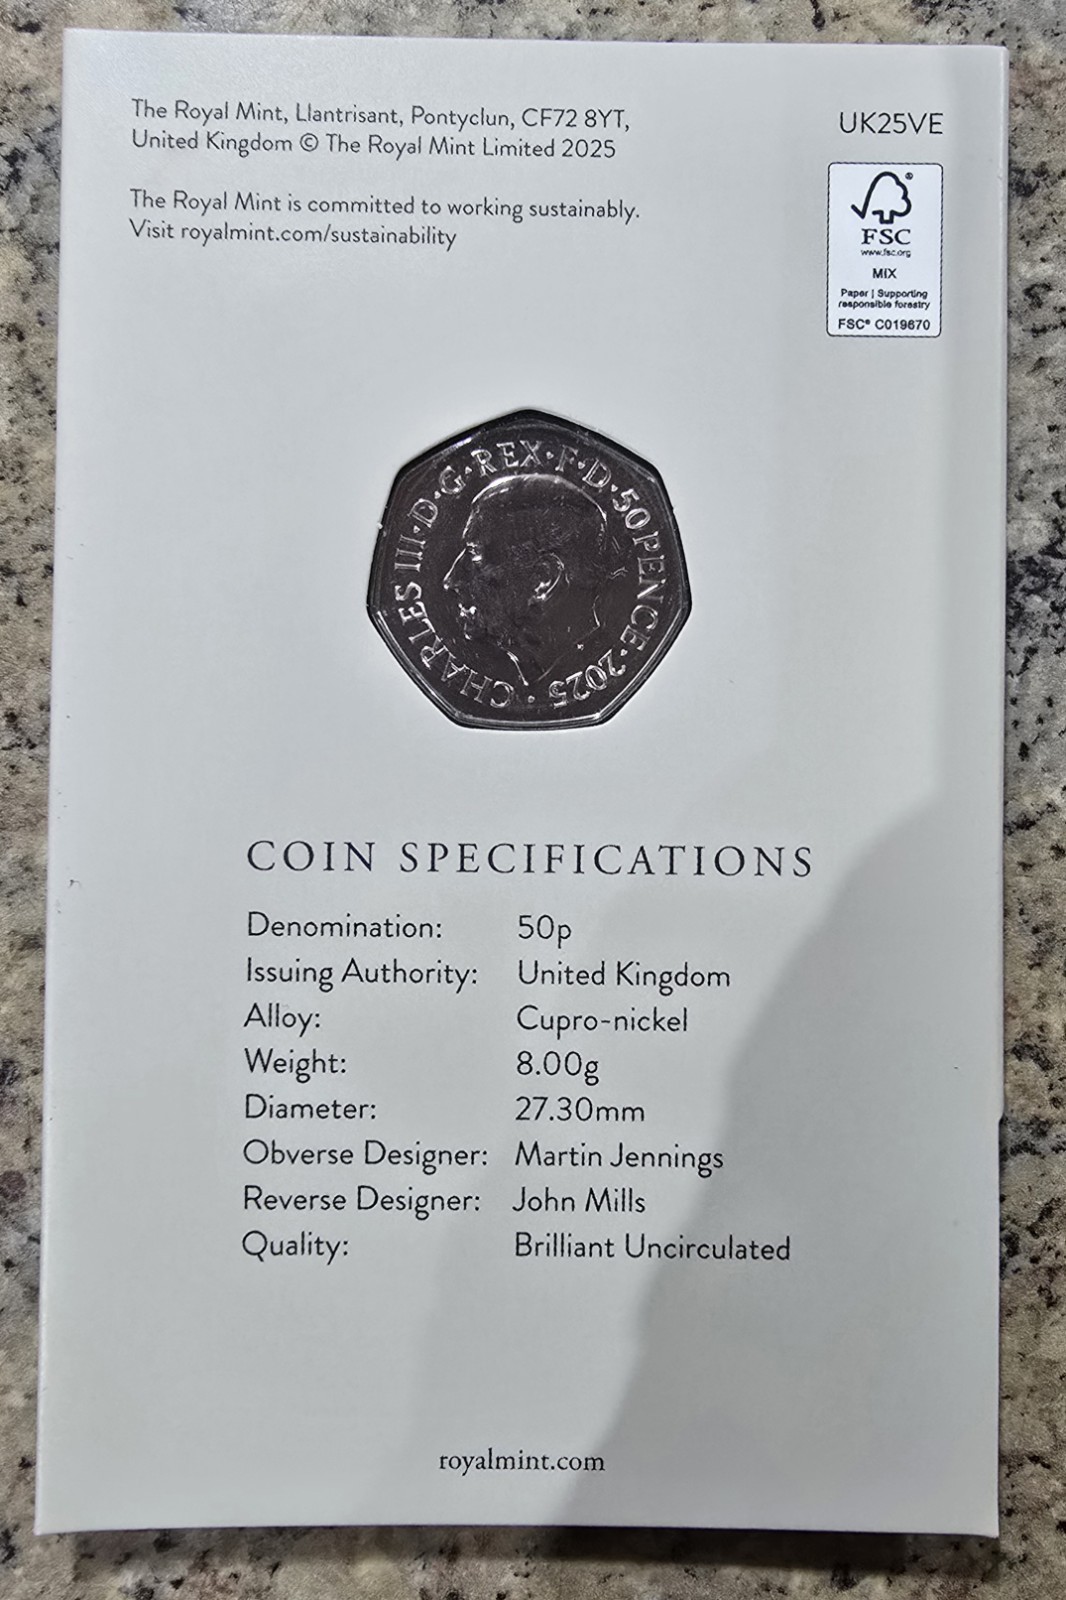 The Royal Mint, Llantrisant, Pontyclun, CF72 8YT,
United Kingdom © The Royal Mint Limited 2025
The Royal Mint is committed to working sustainably.
Visit royalmint.com/sustainability
UK25VE
FSC
www.fsc.org
MIX
Paper | Supporting
responsible forestry
FSC® C019670
CHARLES III·D·G·REX·F·D·50 PENCE·2025·
COIN SPECIFICATIONS
Denomination: 50p
Issuing Authority: United Kingdom
Alloy: Cupro-nickel
Weight: 8.00g
Diameter: 27.30mm
Obverse Designer: Martin Jennings
Reverse Designer: John Mills
Quality: Brilliant Uncirculated
royalmint.com